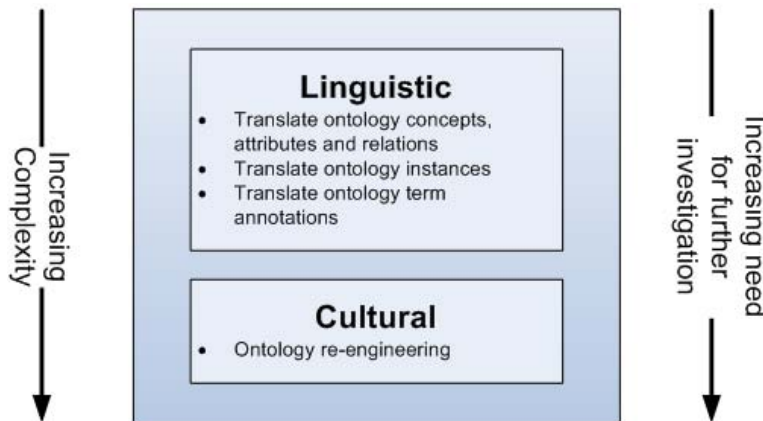 Increasing
Complexity
Linguistic
• Translate ontology concepts,
attributes and relations
• Translate ontology instances
• Translate ontology term
annotations
Cultural
• Ontology re-engineering
Increasing need
for further
investigation